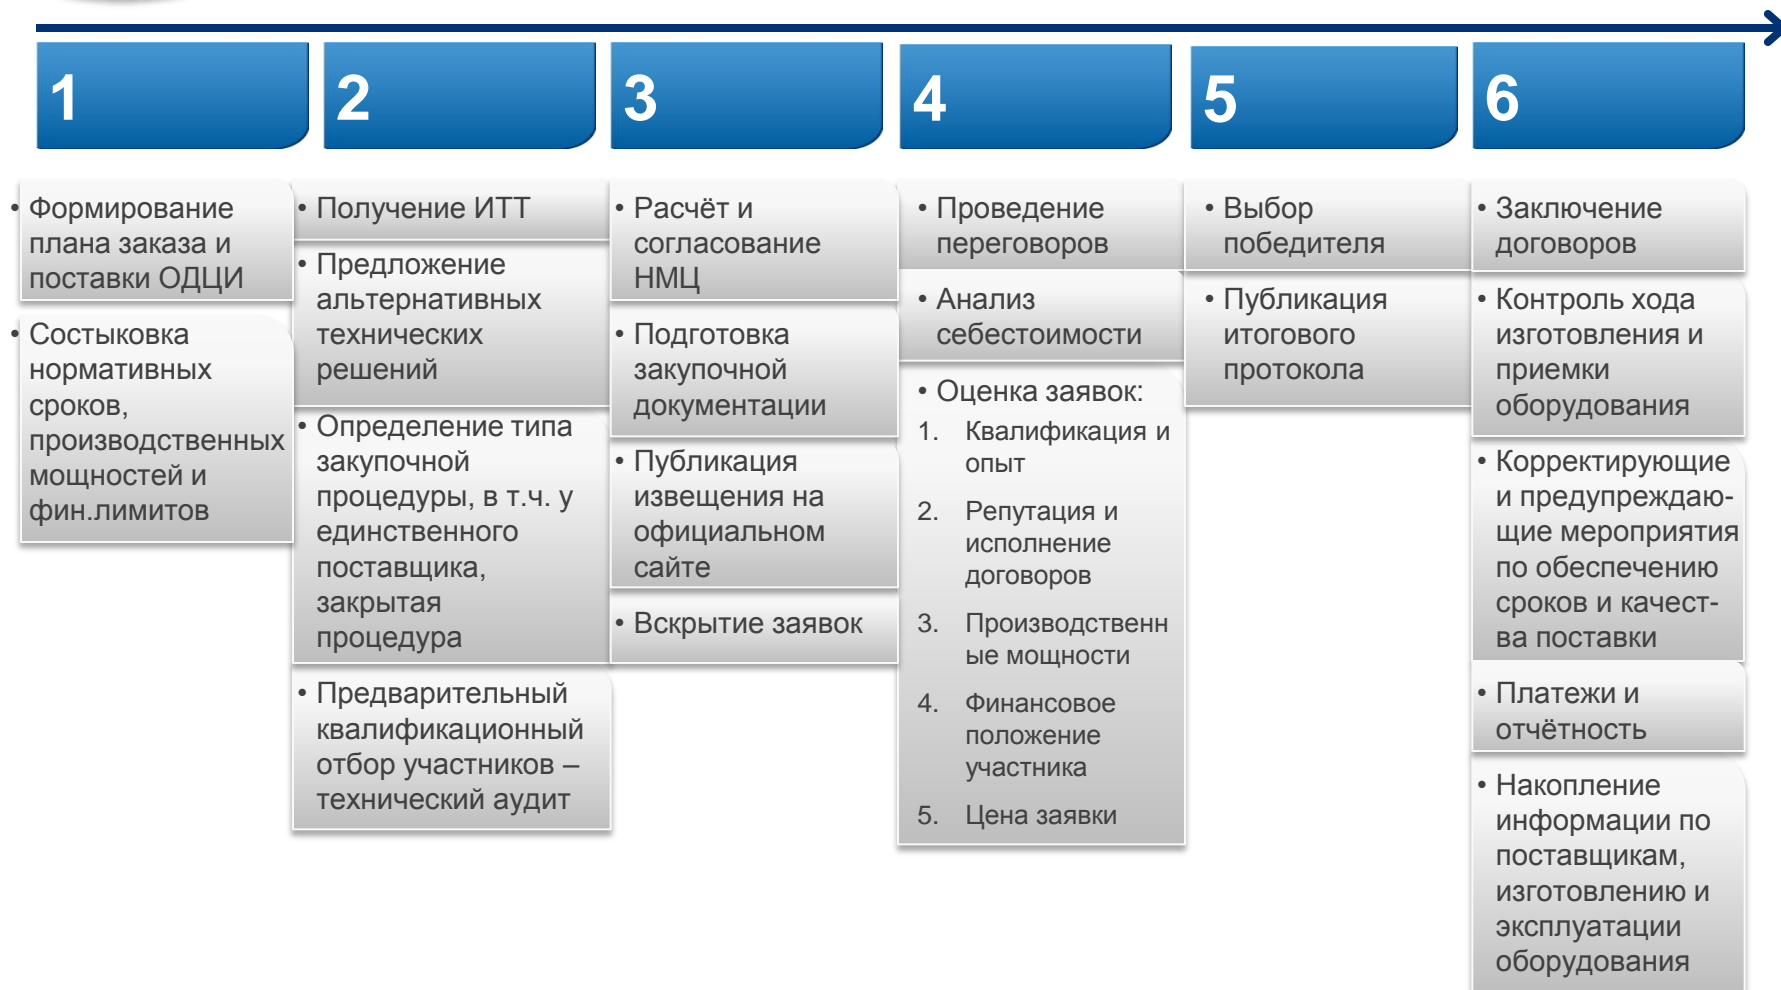 1
• Формирование
плана заказа и
поставки ОДЦИ
• Состыковка
нормативных
сроков,
производственных
мощностей и
фин.лимитов
2
• Получение ИТТ
• Предложение
альтернативных
технических
решений
• Определение типа
закупочной
процедуры, в т.ч. у
единственного
поставщика,
закрытая
процедура
• Предварительный
квалификационный
отбор участников –
технический аудит
3
• Расчёт и
согласование
НМЦ
• Подготовка
закупочной
документации
• Публикация
извещения на
официальном
сайте
• Вскрытие заявок
4
• Проведение
переговоров
• Анализ
себестоимости
• Оценка заявок:
1. Квалификация и
опыт
2. Репутация и
исполнение
договоров
3. Производственн
ые мощности
4. Финансовое
положение
участника
5. Цена заявки
5
• Выбор
победителя
• Публикация
итогового
протокола
6
• Заключение
договоров
• Контроль хода
изготовления и
приемки
оборудования
• Корректирующие
и предупреждаю-
щие мероприятия
по обеспечению
сроков и качест-
ва поставки
• Платежи и
отчётность
• Накопление
информации по
поставщикам,
изготовлению и
эксплуатации
оборудования